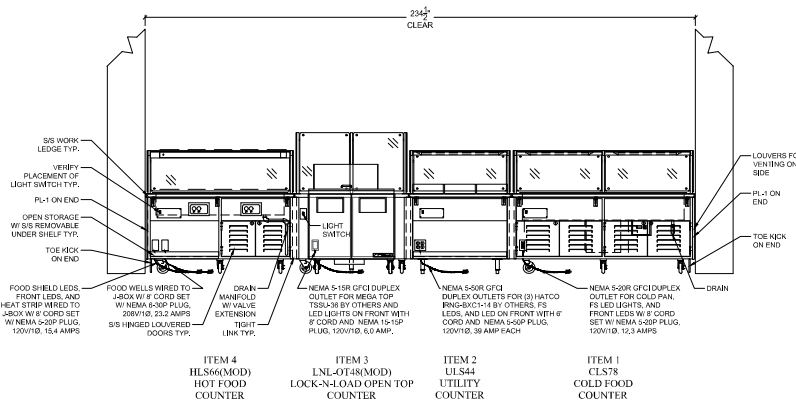 234½"
CLEAR
S/S WORK
LEDGE TYP.
VERIFY
PLACEMENT OF
LIGHT SWITCH TYP.
PL-1 ON END
OPEN STORAGE
W/ S/S REMOVABLE
UNDER SHELF TYP.
TOE KICK
ON END
FOOD SHIELD LEDS,
FRONT LEDS, AND
HEAT STRIP WIRED TO
J-BOX W/ 8' CORD SET
W/ NEMA 5-20P PLUG,
120V/1Ø, 15.4 AMPS
FOOD WELLS WIRED TO
J-BOX W/ 8' CORD SET
W/ NEMA 6-30P PLUG,
208V/1Ø, 23.2 AMPS
S/S HINGED LOUVERED
DOORS TYP.
DRAIN
MANIFOLD
W/ VALVE
EXTENSION
TIGHT
LINK TYP.
LIGHT
SWITCH
NEMA 5-15R GFCI DUPLEX
OUTLET FOR MEGA TOP
TSSU-36 BY OTHERS AND
LED LIGHTS ON FRONT WITH
8' CORD AND NEMA 15-15P
PLUG, 120V/1Ø, 6.0 AMP.
NEMA 5-50R GFCI
DUPLEX OUTLETS FOR (3) HATCO
IRNG-BXC1-14 BY OTHERS, FS
LEDS, AND LED ON FRONT WITH 6'
CORD AND NEMA 5-50P PLUG,
120V/1Ø, 39 AMP EACH
NEMA 5-20R GFCI DUPLEX
OUTLET FOR COLD PAN,
FS LED LIGHTS, AND
FRONT LEDS W/ 8' CORD
SET W/ NEMA 5-20P PLUG,
120V/1Ø, 12.3 AMPS
DRAIN
LOUVERS FO
VENTING ON
SIDE
PL-1 ON
END
TOE KICK
ON END
ITEM 4
HLS66(MOD)
HOT FOOD
COUNTER
ITEM 3
LNL-OT48(MOD)
LOCK-N-LOAD OPEN TOP
COUNTER
ITEM 2
ULS44
UTILITY
COUNTER
ITEM 1
CLS78
COLD FOOD
COUNTER